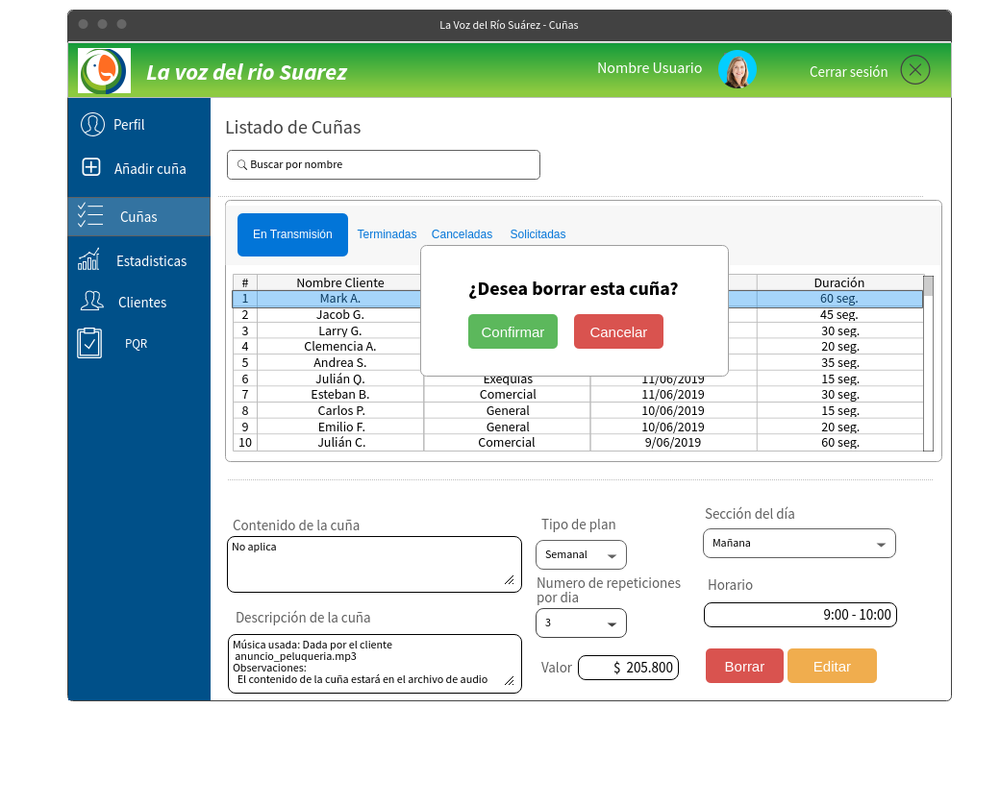 La Voz del Río Suárez - Cuñas
La voz del rio Suarez
Nombre Usuario
Cerrar sesión
Perfil
Añadir cuña
Cuñas
Estadisticas
Clientes
PQR
Listado de Cuñas
Buscar por nombre
En Transmisión Terminadas Canceladas Solicitadas
¿Desea borrar esta cuña?
Confirmar Cancelar
# Nombre Cliente Duración
1 Mark A. 60 seg.
2 Jacob G. 45 seg.
3 Larry G. 30 seg.
4 Clemencia A. 20 seg.
5 Andrea S. 35 seg.
6 Julián Q. Exequias 11/06/2019 15 seg.
7 Esteban B. Comercial 11/06/2019 30 seg.
8 Carlos P. General 10/06/2019 15 seg.
9 Emilio F. General 10/06/2019 20 seg.
10 Julián C. Comercial 9/06/2019 60 seg.
Contenido de la cuña
No aplica
Descripción de la cuña
Música usada: Dada por el cliente
anuncio_peluqueria.mp3
Observaciones:
El contenido de la cuña estará en el archivo de audio
Tipo de plan
Semanal
Numero de repeticiones
por dia
3
Valor $ 205.800
Sección del día
Mañana
Horario
9:00 - 10:00
Borrar Editar